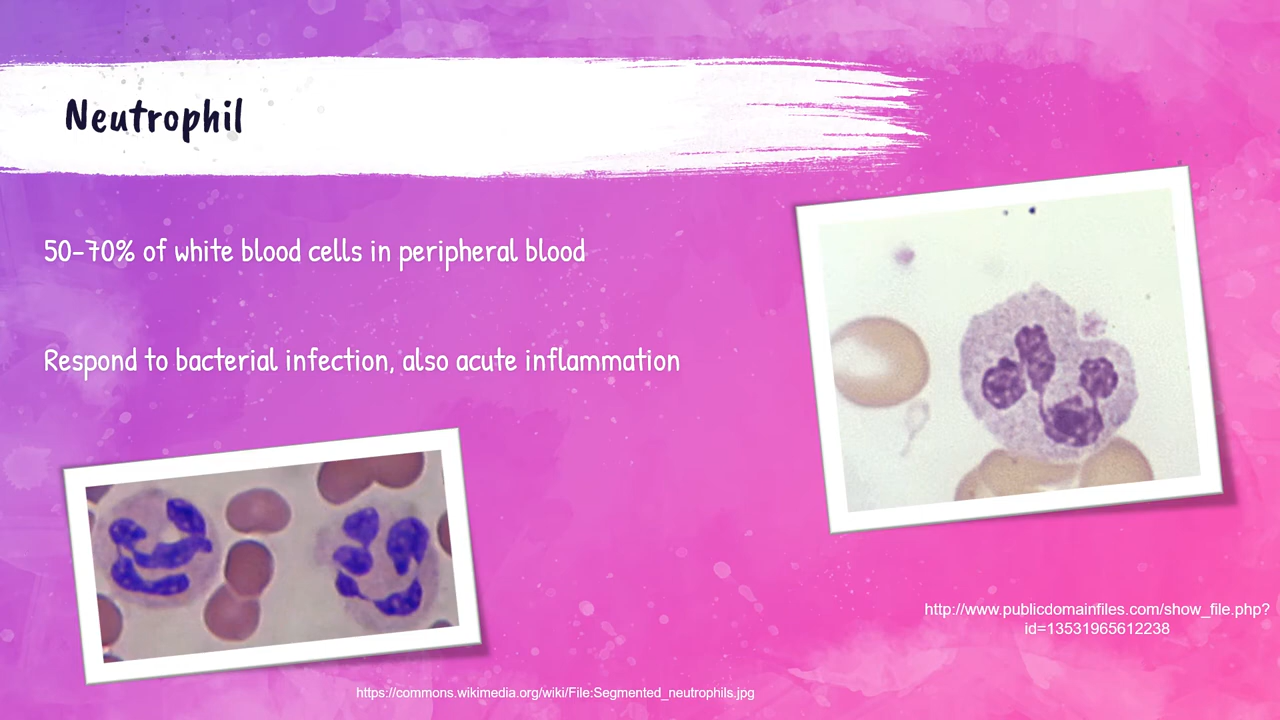 Neutrophil
50-70% of white blood cells in peripheral blood
Respond to bacterial infection, also acute inflammation
http://www.publicdomainfiles.com/show_file.php?
id=13531965612238
https://commons.wikimedia.org/wiki/File:Segmented_neutrophils.jpg